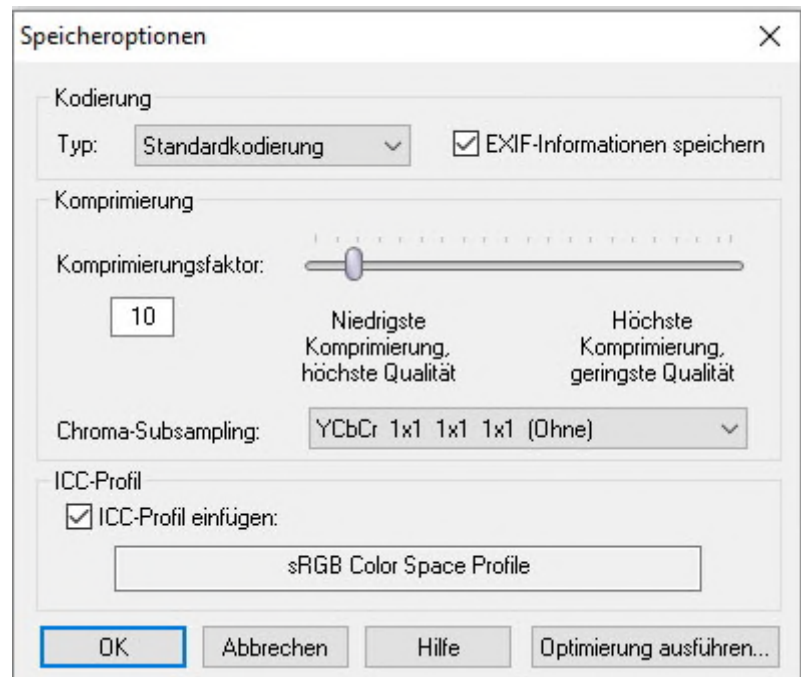 Speicheroptionen
Kodierung
Typ: Standardkodierung EXIF-Informationen speichern
Komprimierung
Komprimierungsfaktor:
10
Niedrigste Komprimierung, höchste Qualität
Höchste Komprimierung, geringste Qualität
Chroma-Subsampling: YCbCr 1x1 1x1 1x1 (Ohne)
ICC-Profil
ICC-Profil einfügen:
sRGB Color Space Profile
OK Abbrechen Hilfe Optimierung ausführen...